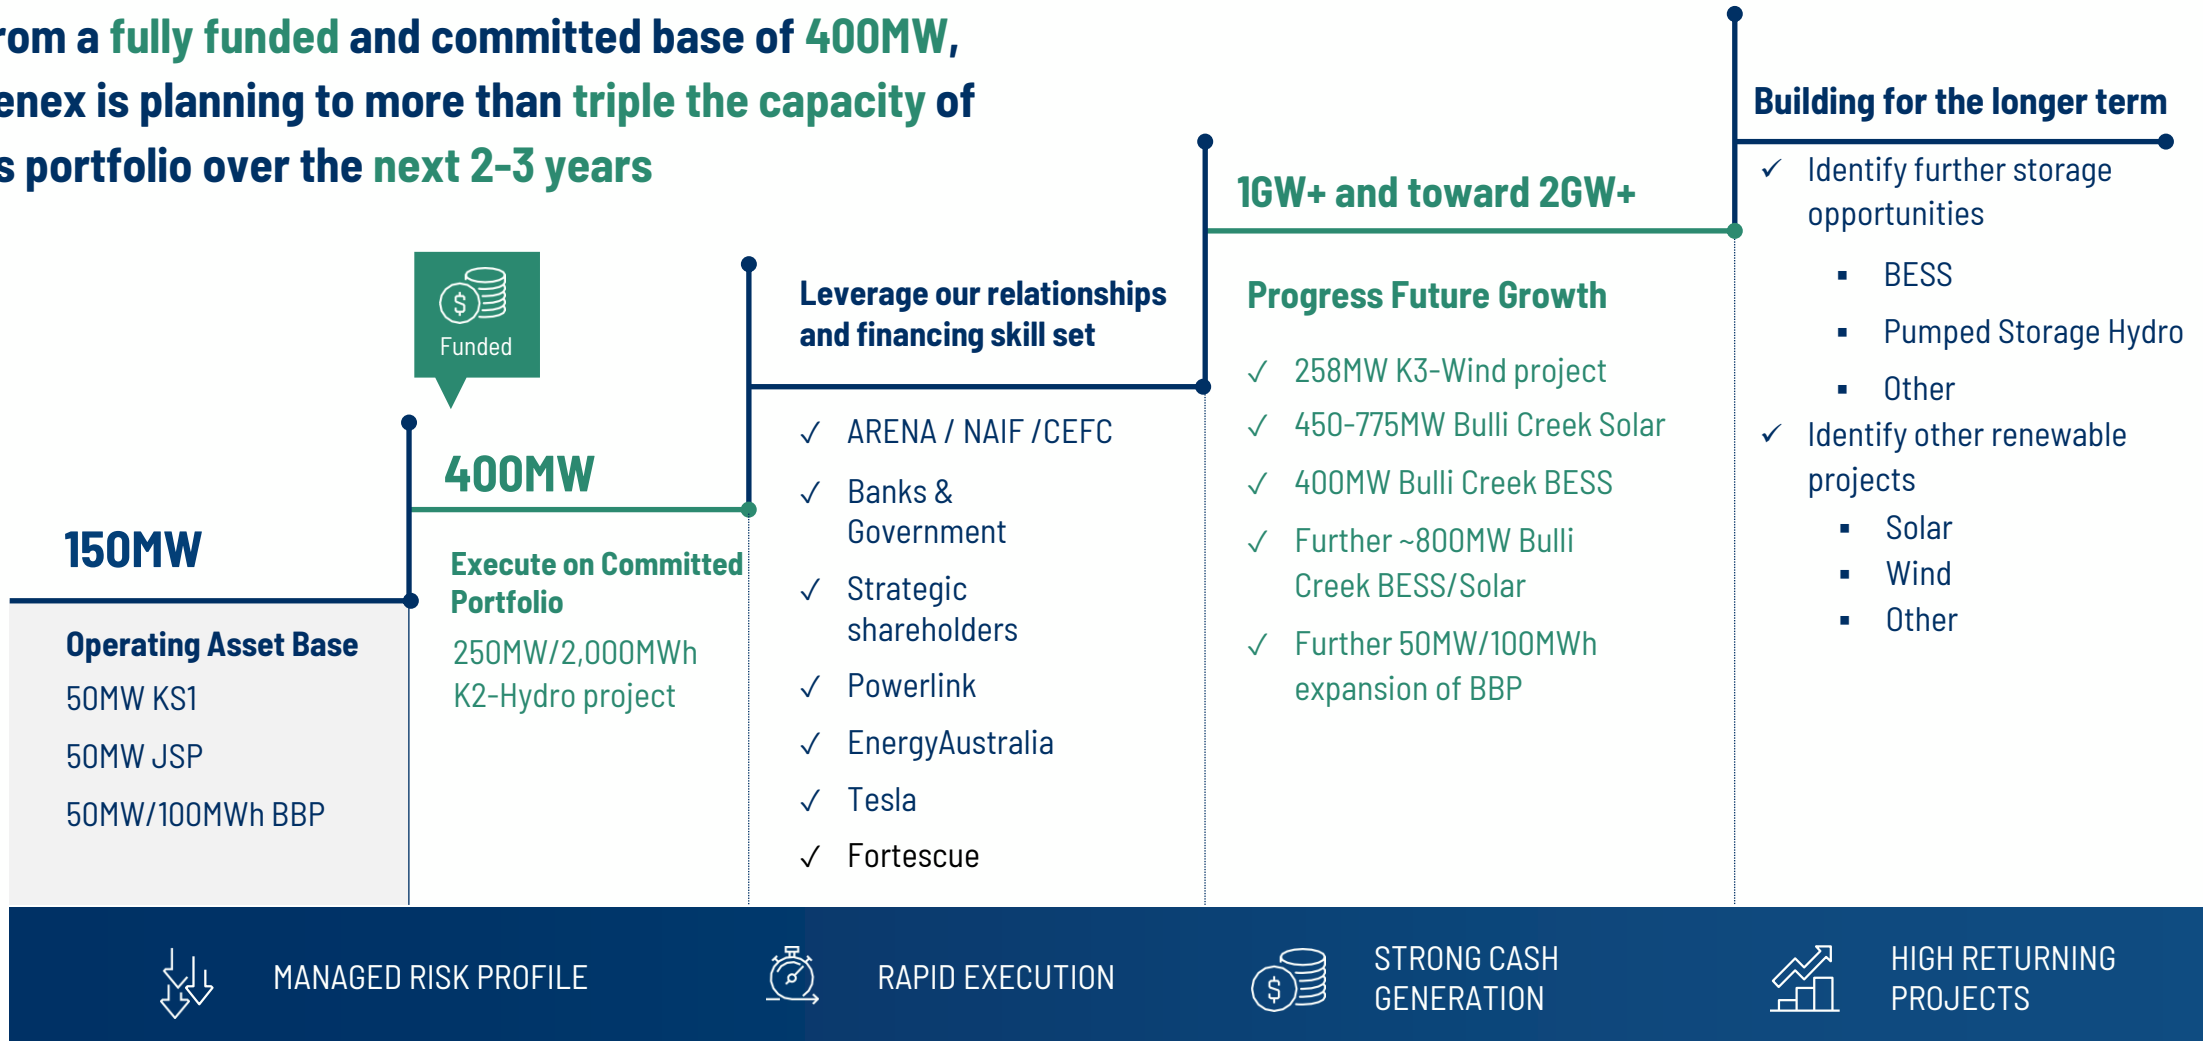 rom a fully funded and committed base of 400MW,
enex is planning to more than triple the capacity of
s portfolio over the next 2-3 years
Funded
150MW
Operating Asset Base
50MW KS1
50MW JSP
50MW/100MWh BBP
400MW
Execute on Committed
Portfolio
250MW/2,000MWh
K2-Hydro project
Leverage our relationships
and financing skill set
✓ ARENA / NAIF /CEFC
✓ Banks &
Government
✓ Strategic
shareholders
✓ Powerlink
✓ EnergyAustralia
✓ Tesla
✓ Fortescue
1GW+ and toward 2GW+
Progress Future Growth
✓ 258MW K3-Wind project
✓ 450-775MW Bulli Creek Solar
✓ 400MW Bulli Creek BESS
✓ Further ~800MW Bulli
Creek BESS/Solar
✓ Further 50MW/100MWh
expansion of BBP
Building for the longer term
✓ Identify further storage
opportunities
▪ BESS
▪ Pumped Storage Hydro
▪ Other
✓ Identify other renewable
projects
▪ Solar
▪ Wind
▪ Other
MANAGED RISK PROFILE
RAPID EXECUTION
STRONG CASH
GENERATION
HIGH RETURNING
PROJECTS